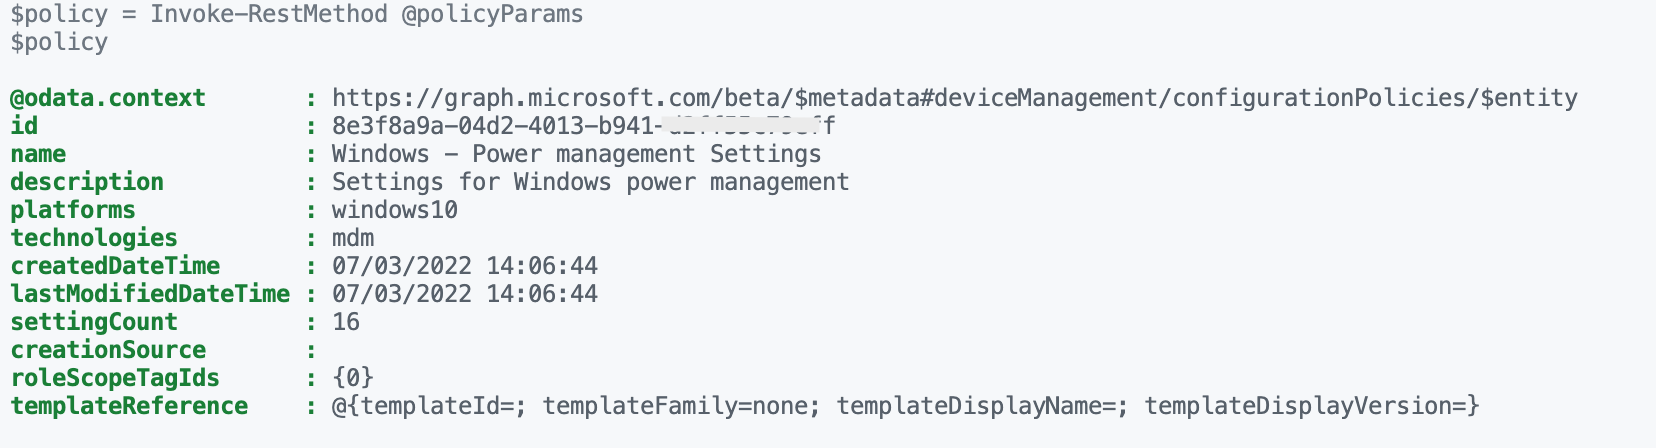 $policy = Invoke-RestMethod @policyParams
$policy
@odata.context : https://graph.microsoft.com/beta/$metadata#deviceManagement/configurationPolicies/$entity
id : 8e3f8a9a-04d2-4013-b941-
name : Windows - Power management Settings
description : Settings for Windows power management
platforms : windows10
technologies : mdm
createdDateTime : 07/03/2022 14:06:44
lastModifiedDateTime : 07/03/2022 14:06:44
settingCount : 16
creationSource :
roleScopeTagIds : {0}
templateReference : @{templateId=; templateFamily=none; templateDisplayName=; templateDisplayVersion=}